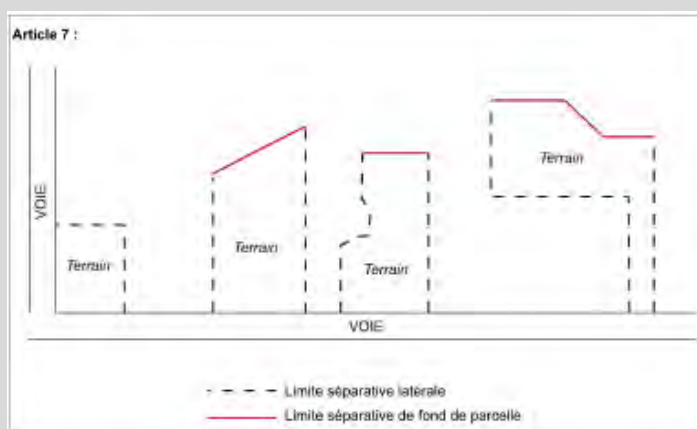 Article 7 :
Terrain
VOIE
Terrain
Terrain
Terrain
VOIE
Limite séparative latérale
Limite séparative de fond de parcelle